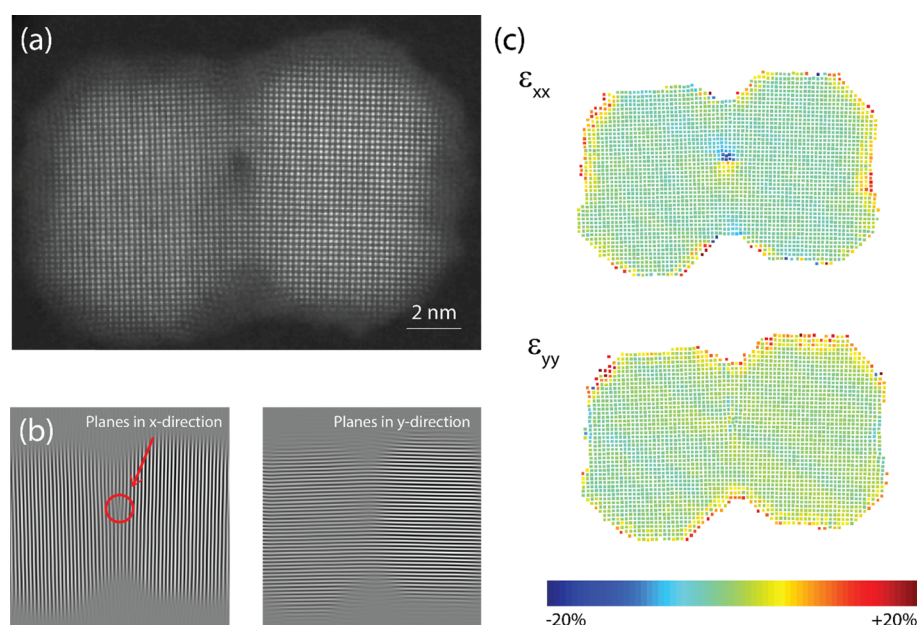 (a)
2 nm
(b)
Planes in x-direction
Planes in y-direction
(c)
εxx
εyy
-20%
+20%